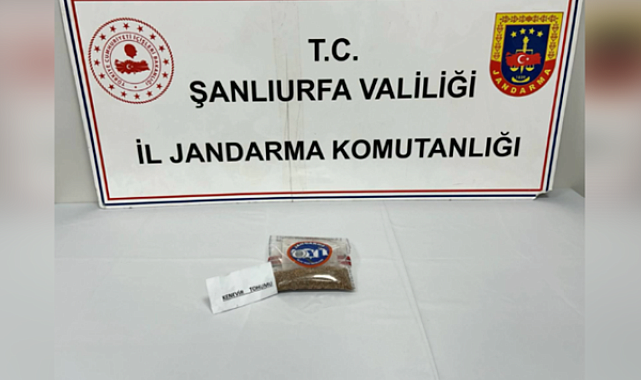 T.C.
ŞANLIURFA VALİLİĞİ
İL JANDARMA KOMUTANLIĞI
JANDARMA
KENEVİR TOHUMU